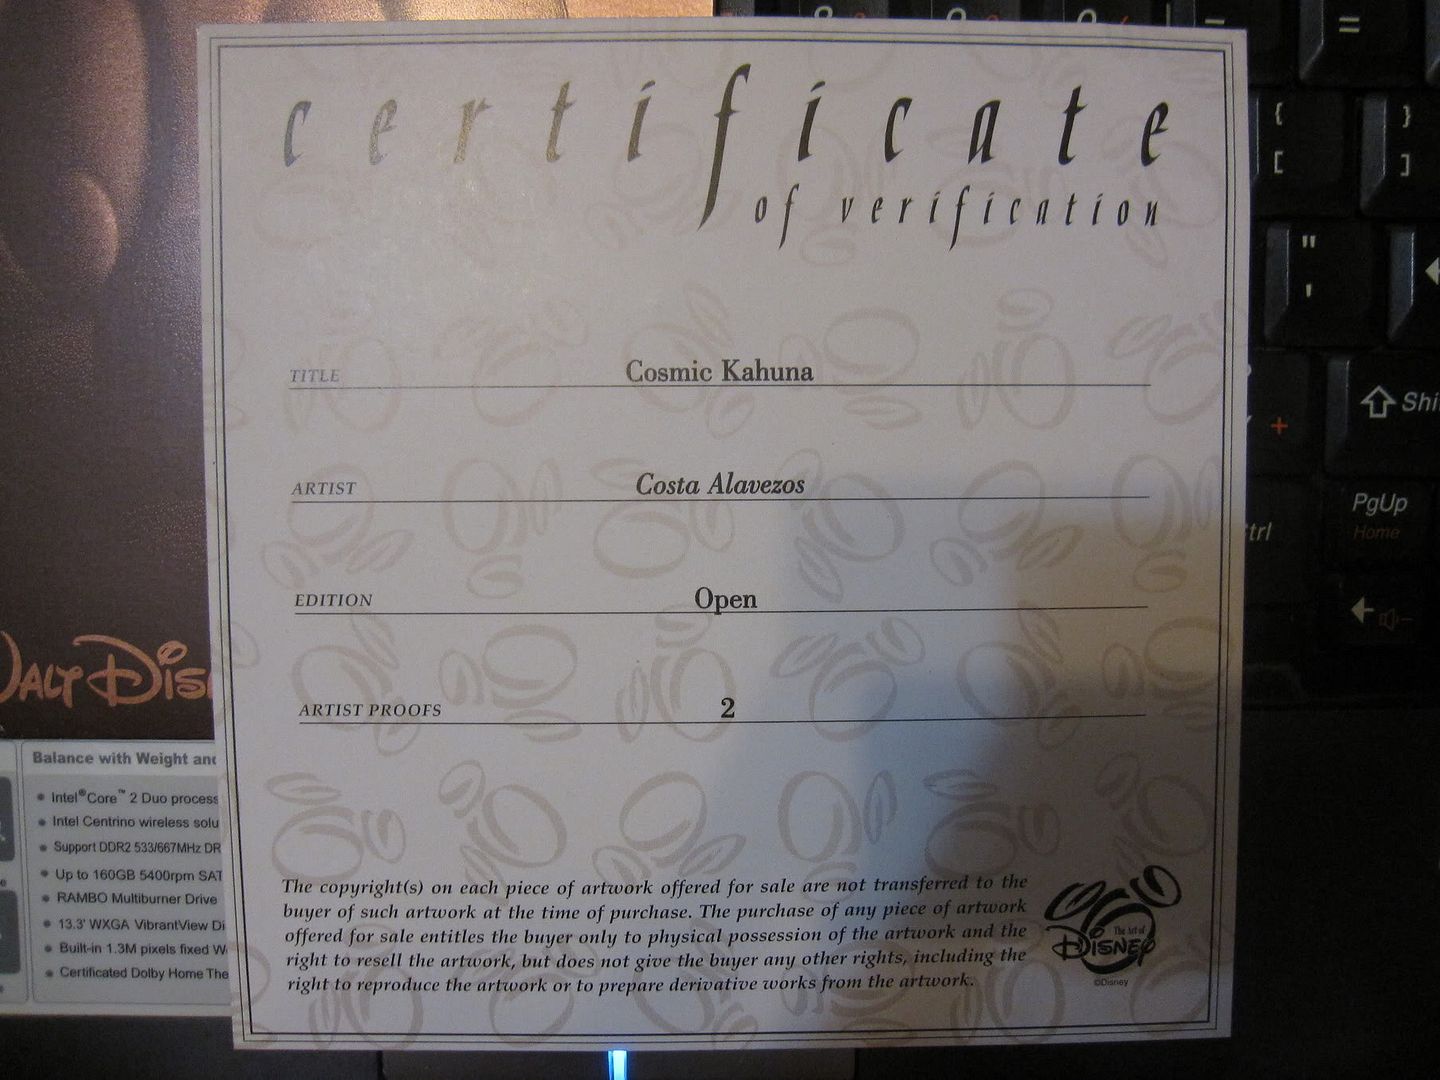 certificate
of verification
TITLE Cosmic Kahuna
ARTIST Costa Alavezos
EDITION Open
ARTIST PROOFS 2
The copyright(s) on each piece of artwork offered for sale are not transferred to the
buyer of such artwork at the time of purchase. The purchase of any piece of artwork
offered for sale entitles the buyer only to physical possession of the artwork and the
right to resell the artwork, but does not give the buyer any other rights, including the
right to reproduce the artwork or to prepare derivative works from the artwork.
The Art of
DISNEY
©Disney
WALT DIS
Balance with Weight and
Intel®Core™ 2 Duo process
Intel Centrino wireless solu
Support DDR2 533/667MHz DR
Up to 160GB 5400rpm SAT
RAMBO Multiburner Drive
13.3' WXGA VibrantView Di
Built-in 1.3M pixels fixed W
Certificated Dolby Home The
=
{ }
[ ]
"
'
+
Shi
PgUp
Home
trl